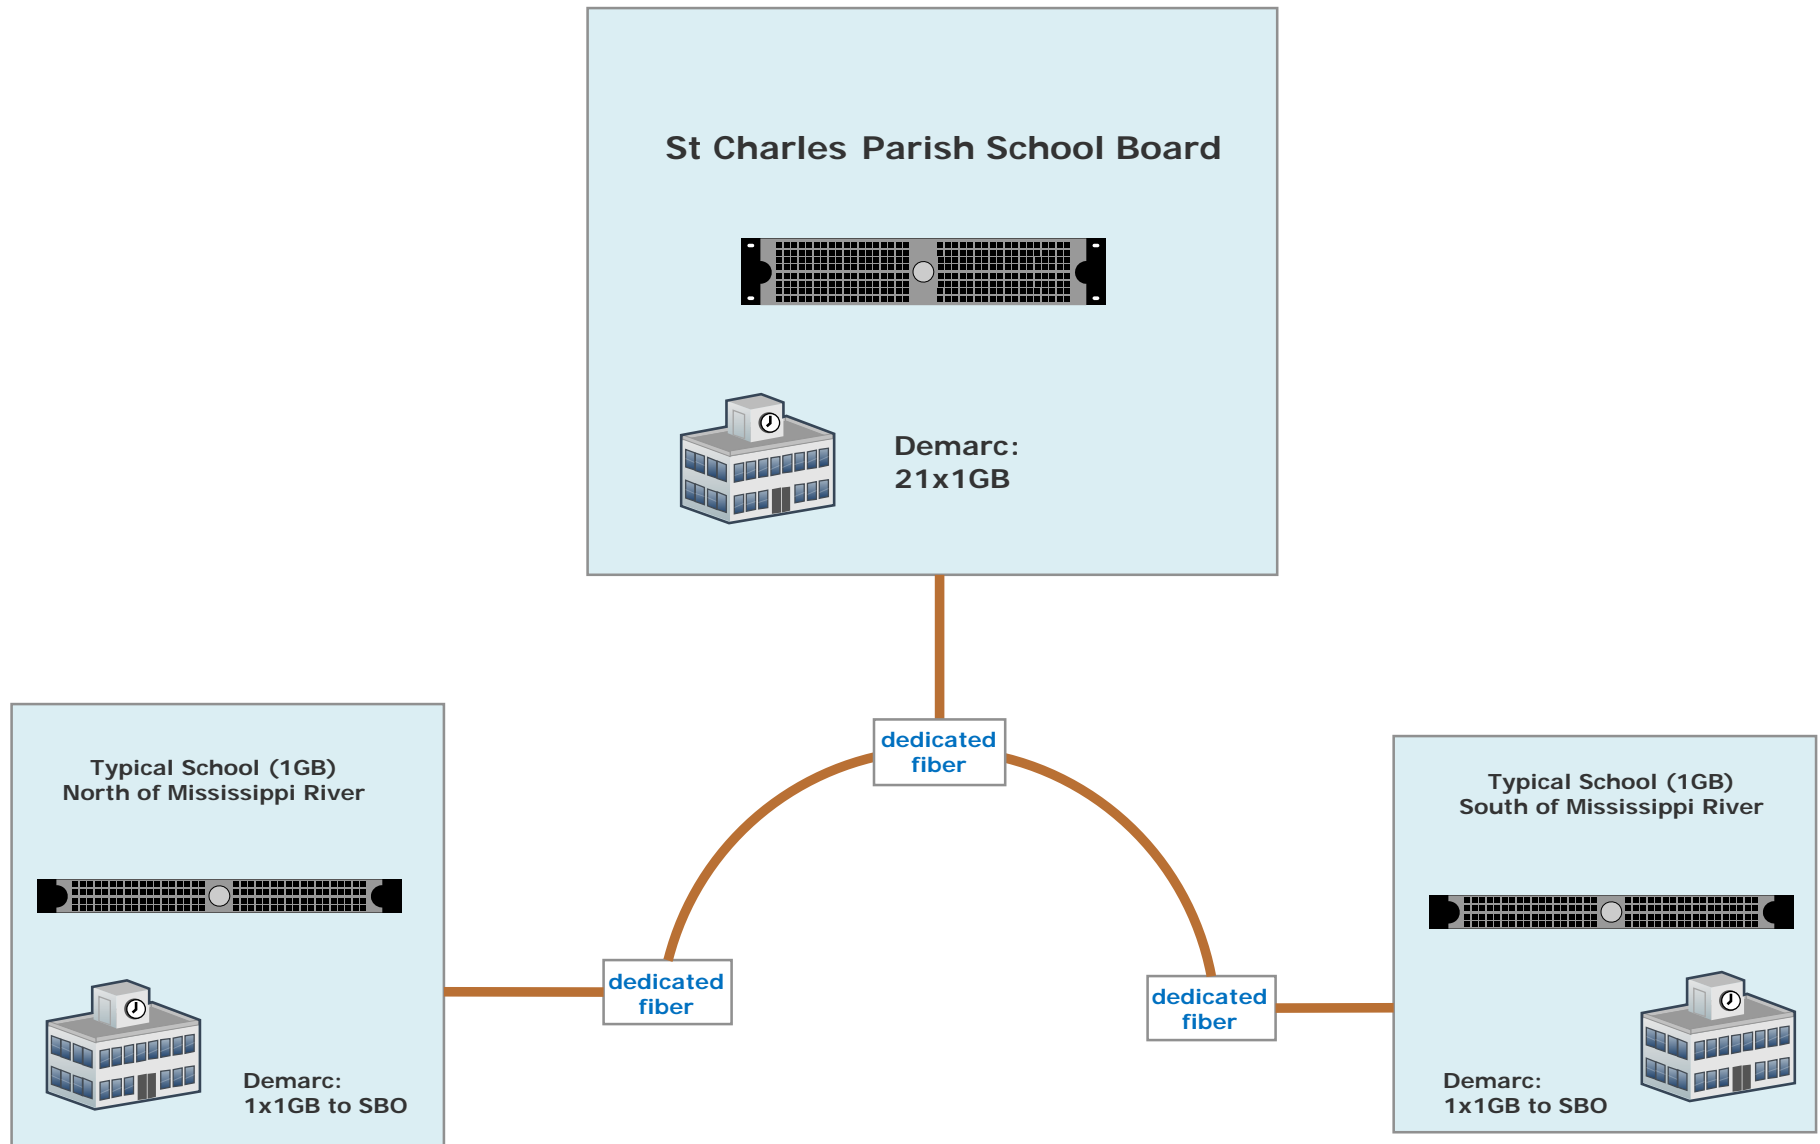 St Charles Parish School Board
Demarc:
21x1GB
dedicated
fiber
Typical School (1GB)
North of Mississippi River
dedicated
fiber
Demarc:
1x1GB to SBO
Typical School (1GB)
South of Mississippi River
dedicated
fiber
Demarc:
1x1GB to SBO